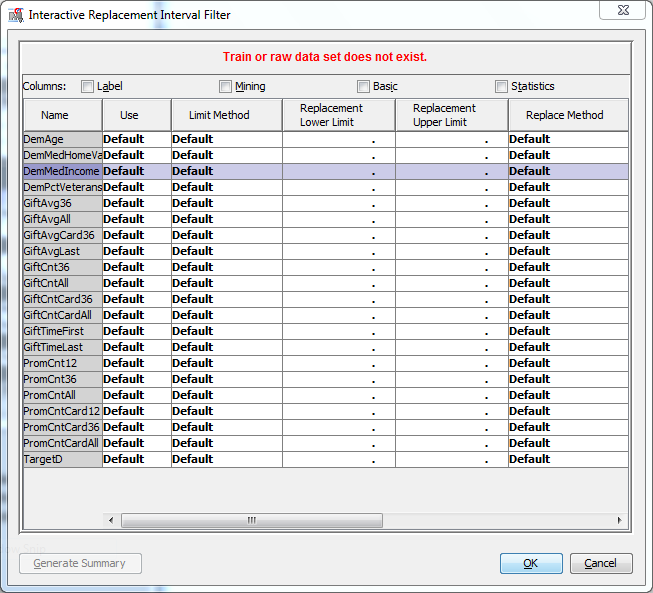 Interactive Replacement Interval Filter
Train or raw data set does not exist.
Columns: Label Mining Basic Statistics
Name Use Limit Method Replacement Lower Limit Replacement Upper Limit Replace Method
DemAge Default Default . . Default
DemMedHomeVa Default Default . . Default
DemMedIncome Default Default . . Default
DemPctVeterans Default Default . . Default
GiftAvg36 Default Default . . Default
GiftAvgAll Default Default . . Default
GiftAvgCard36 Default Default . . Default
GiftAvgLast Default Default . . Default
GiftCnt36 Default Default . . Default
GiftCntAll Default Default . . Default
GiftCntCard36 Default Default . . Default
GiftCntCardAll Default Default . . Default
GiftTimeFirst Default Default . . Default
GiftTimeLast Default Default . . Default
PromCnt12 Default Default . . Default
PromCnt36 Default Default . . Default
PromCntAll Default Default . . Default
PromCntCard12 Default Default . . Default
PromCntCard36 Default Default . . Default
PromCntCardAll Default Default . . Default
TargetD Default Default . . Default
Generate Summary OK Cancel